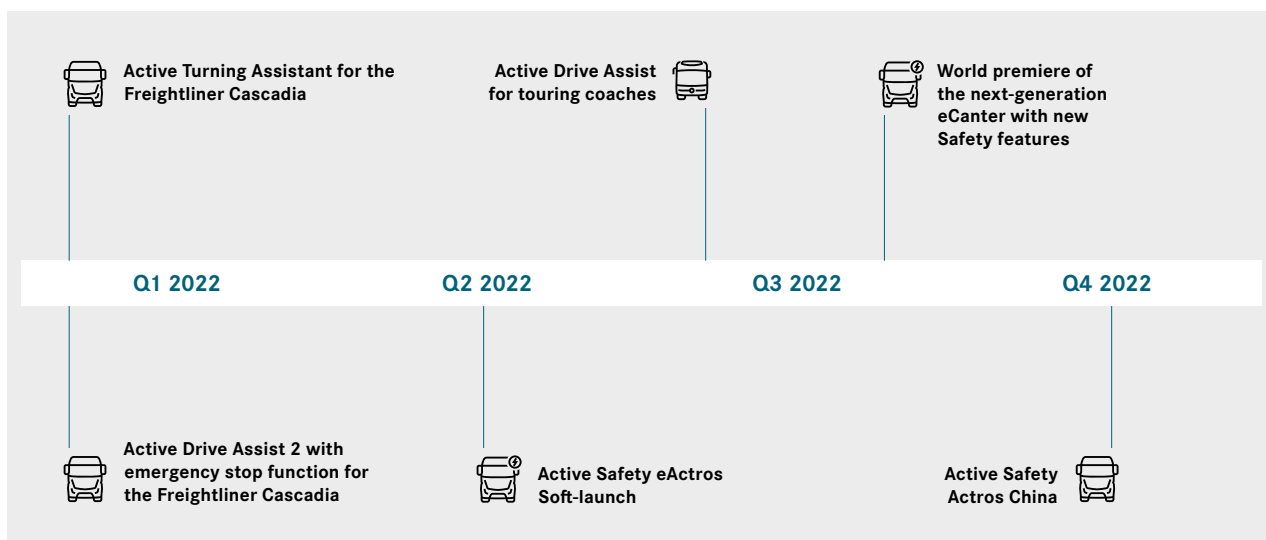 Active Turning Assistant for the
Freightliner Cascadia
Active Drive Assist
for touring coaches
World premiere of
the next-generation
eCanter with new
Safety features
Q1 2022
Q2 2022
Q3 2022
Q4 2022
Active Drive Assist 2 with
emergency stop function for
the Freightliner Cascadia
Active Safety eActros
Soft-launch
Active Safety
Actros China